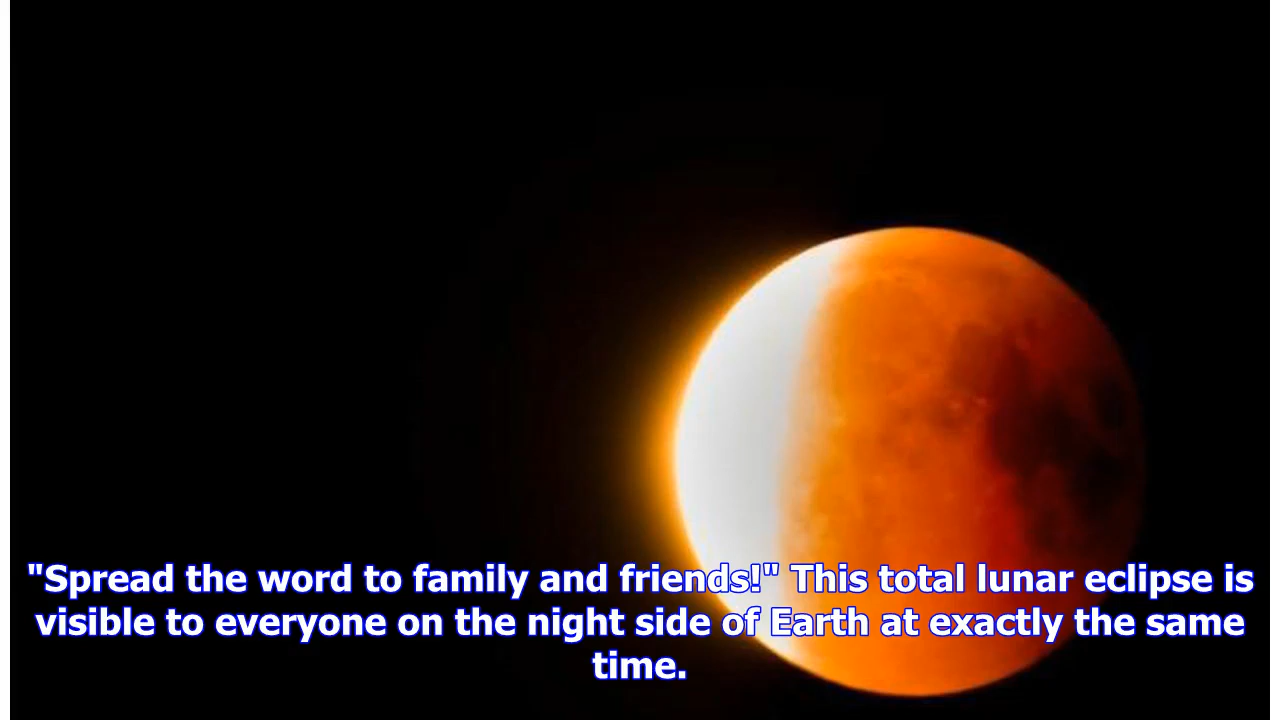 "Spread the word to family and friends!" This total lunar eclipse is
visible to everyone on the night side of Earth at exactly the same
time.